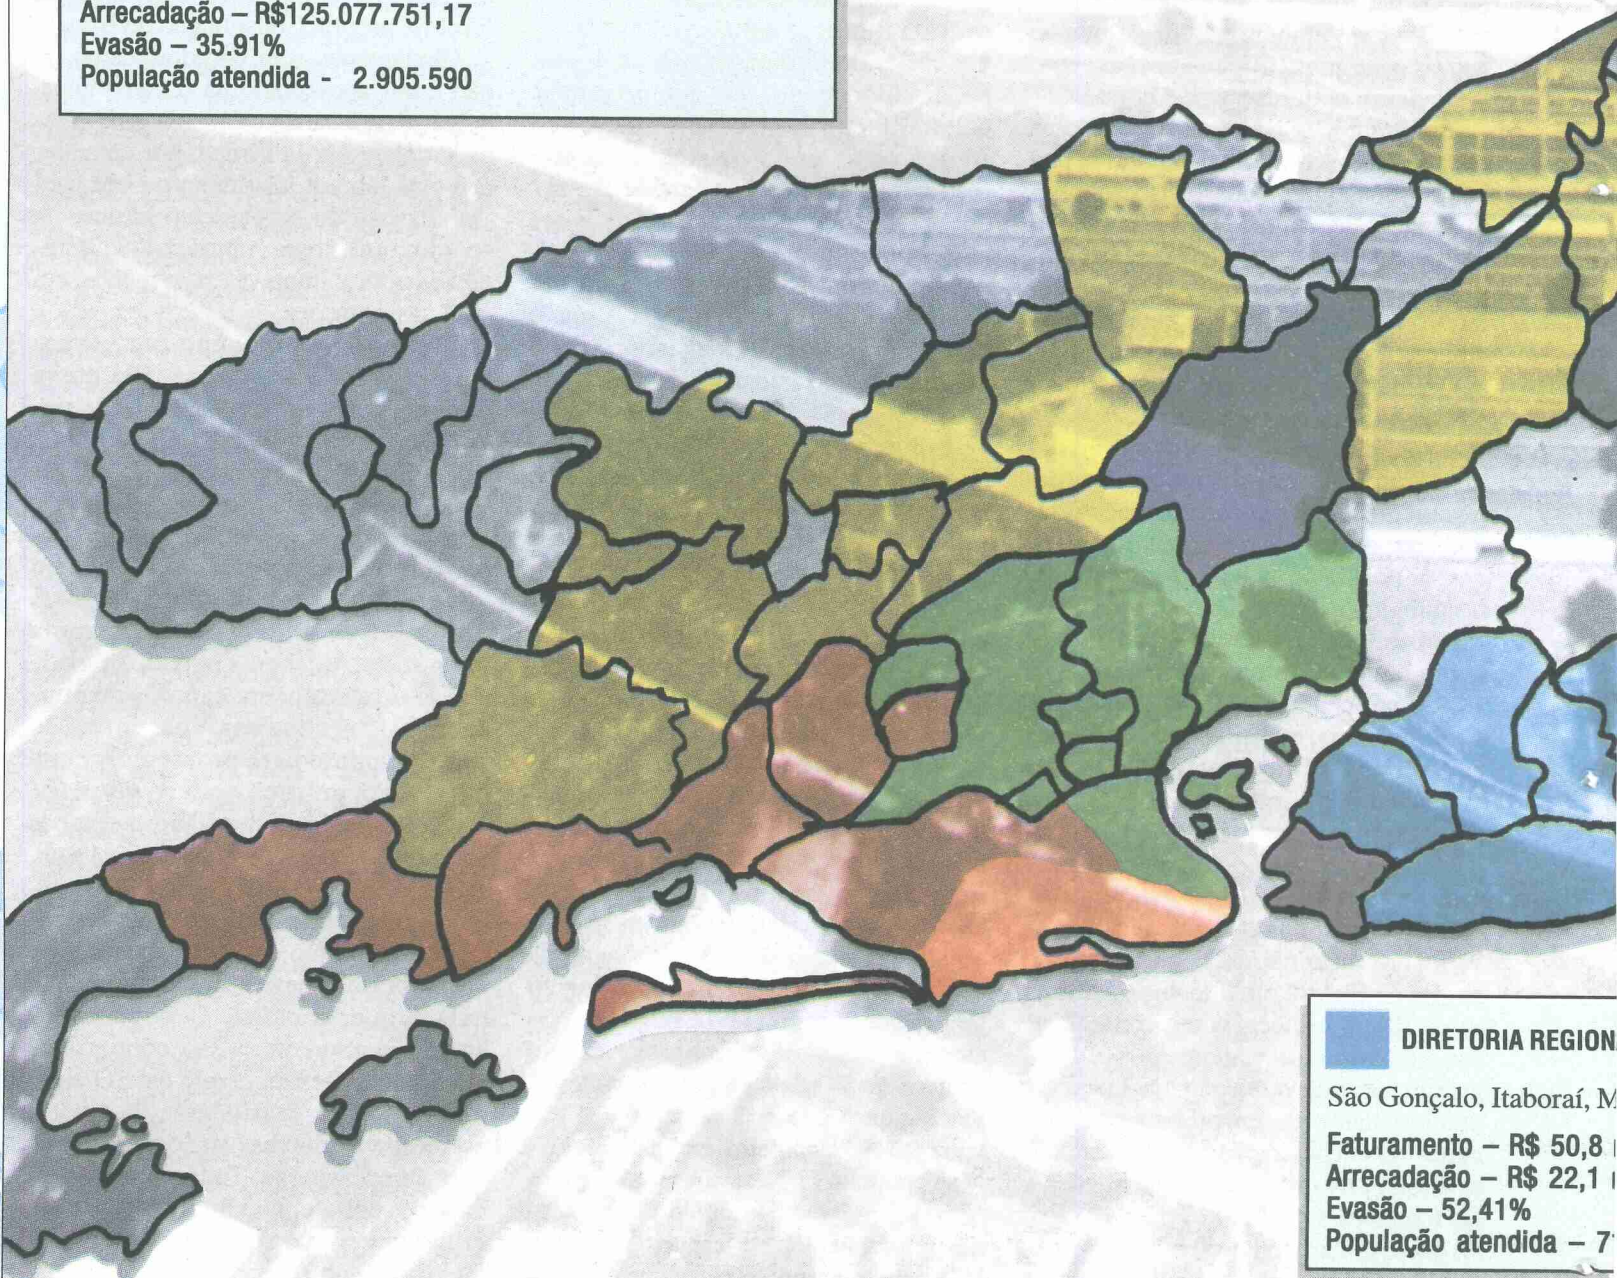 Arrecadação – R$125.077.751,17
Evasão – 35.91%
População atendida - 2.905.590
DIRETORIA REGION
São Gonçalo, Itaboraí, M
Faturamento – R$ 50,8
Arrecadação – R$ 22,1
Evasão – 52,41%
População atendida – 7